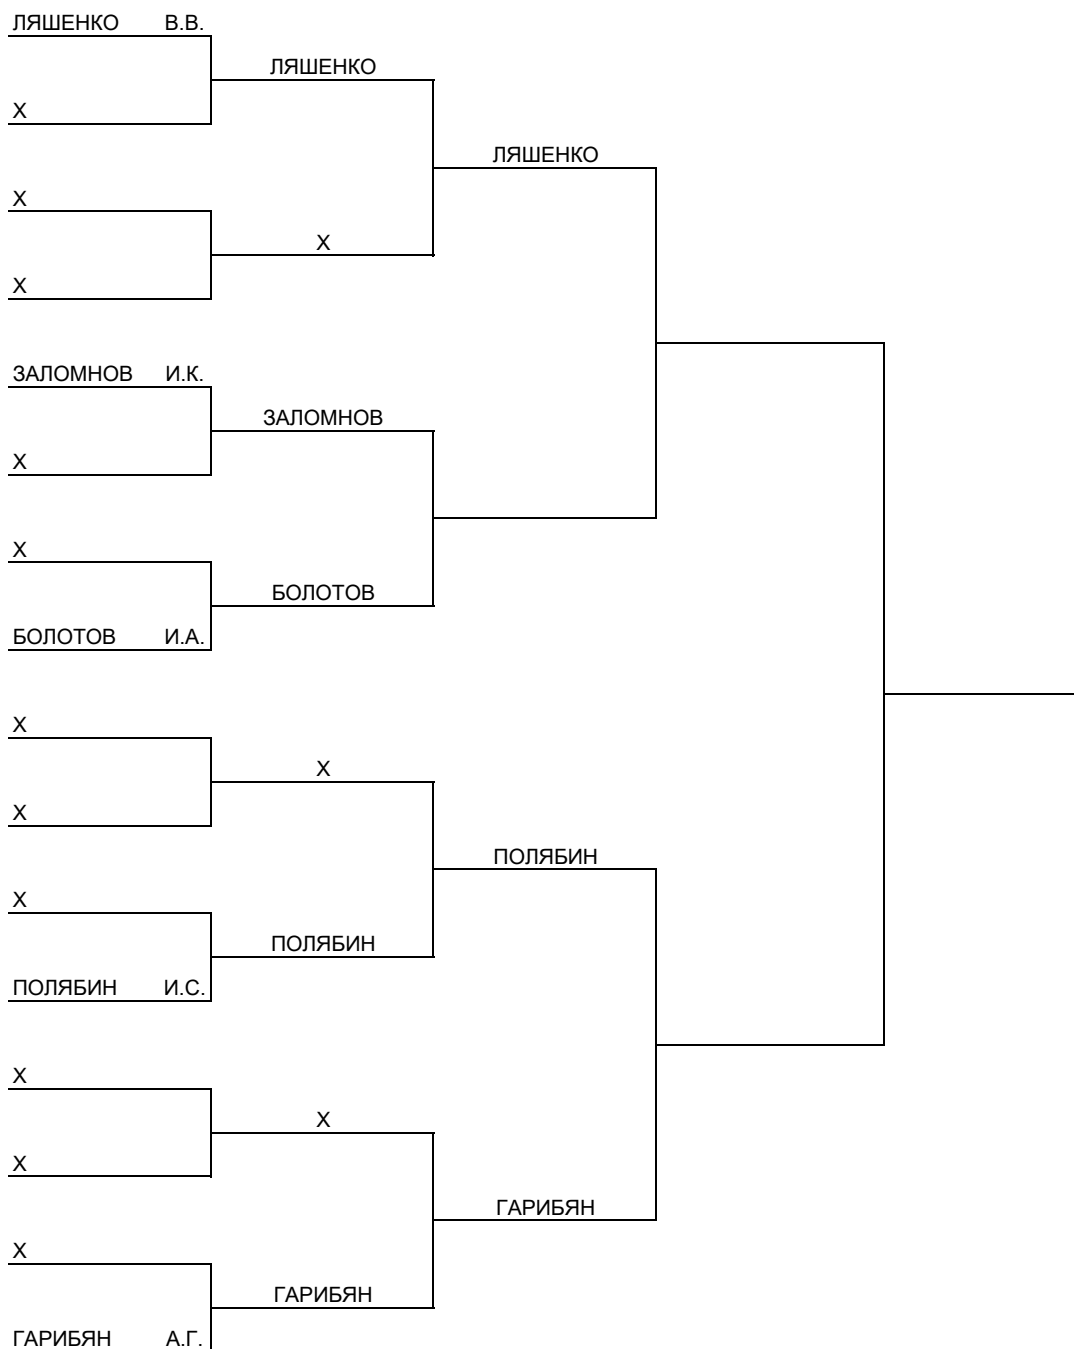 ЛЯШЕНКО В.В.
ЛЯШЕНКО
Х
ЛЯШЕНКО
Х
Х
Х
ЗАЛОМНОВ И.К.
ЗАЛОМНОВ
Х
Х
БОЛОТОВ
БОЛОТОВ И.А.
Х
Х
Х
ПОЛЯБИН
Х
ПОЛЯБИН
ПОЛЯБИН И.С.
Х
Х
Х
ГАРИБЯН
Х
ГАРИБЯН
ГАРИБЯН А.Г.